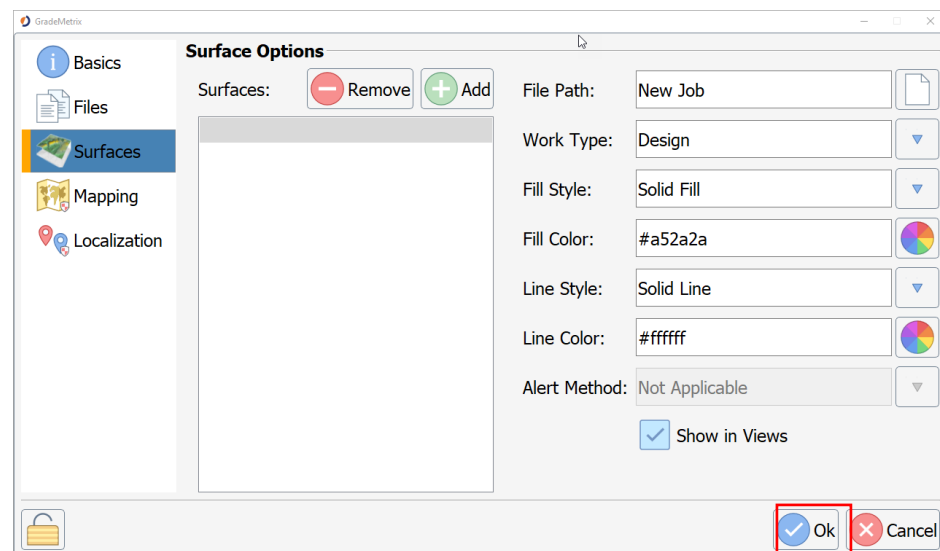 GradeMetrix
Basics
Files
Surfaces
Mapping
Localization
Surface Options
Surfaces:
Remove
Add
File Path:
New Job
Work Type:
Design
Fill Style:
Solid Fill
Fill Color:
#a52a2a
Line Style:
Solid Line
Line Color:
#ffffff
Alert Method:
Not Applicable
Show in Views
Ok
Cancel